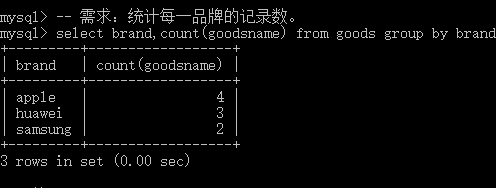 mysql> -- 需求：统计每一品牌的记录数。
mysql> select brand,count(goodsname) from goods group by brand
+---------+------------------+
| brand   | count(goodsname) |
+---------+------------------+
| apple   |                4 |
| huawei  |                3 |
| samsung |                2 |
+---------+------------------+
3 rows in set (0.00 sec)